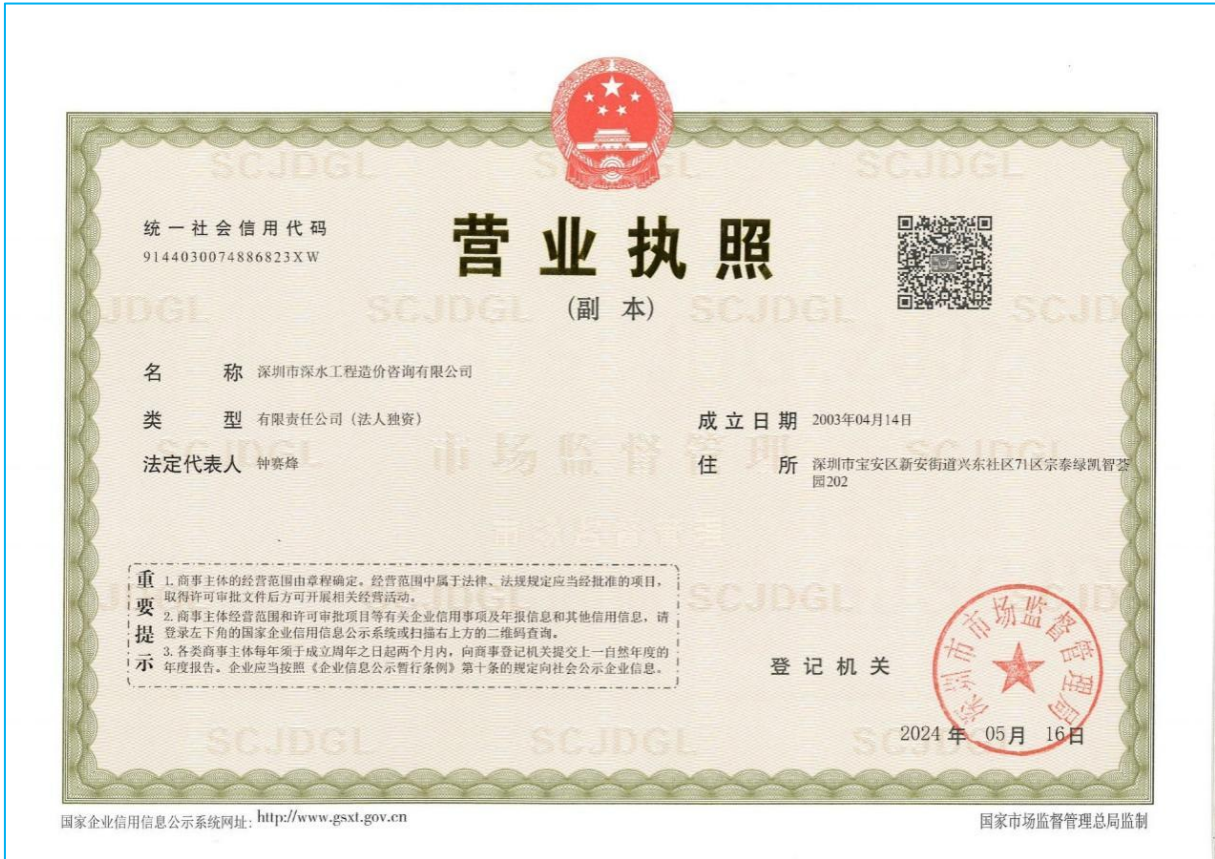 统一社会信用代码
9144030074886823XW
营业执照
(副 本)
名 称 深圳市深水工程造价咨询有限公司
类 型 有限责任公司(法人独资)
成立日期 2003年04月14日
法定代表人 钟赛烽
住 所 深圳市宝安区新安街道兴东社区71区宗泰绿凯智荟
园202
重要提示
1. 商事主体的经营范围由章程确定。经营范围中属于法律、法规规定应当经批准的项目,
取得许可审批文件后方可开展相关经营活动。
2. 商事主体经营范围和许可审批项目等有关企业信用事项及年报信息和其他信用信息,请
登录左下角的国家企业信用信息公示系统或扫描右上方的二维码查询。
3. 各类商事主体每年须于成立周年之日起两个月内,向商事登记机关提交上一自然年度的
年度报告。企业应当按照《企业信息公示暂行条例》第十条的规定向社会公示企业信息。
登记机关
深圳市市场监督管理局
2024 年 05 月 16 日
国家企业信用信息公示系统网址: http://www.gsxt.gov.cn
国家市场监督管理总局监制
SCJDGL
市场监督管理